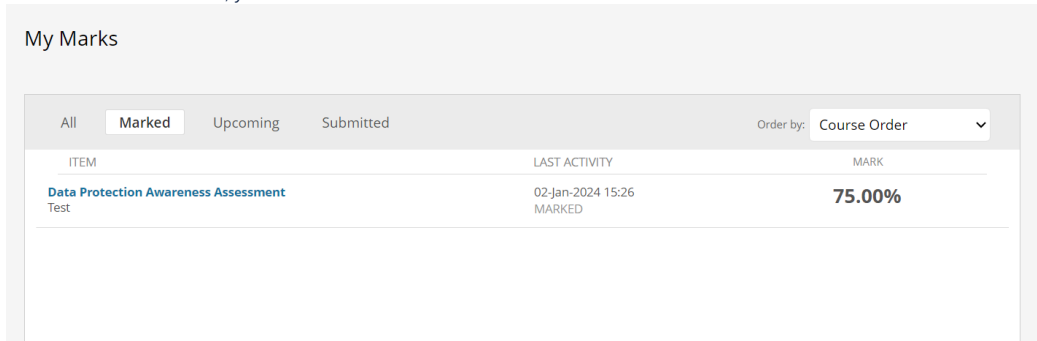 My Marks
All Marked Upcoming Submitted Order by: Course Order
ITEM LAST ACTIVITY MARK
Data Protection Awareness Assessment 02-Jan-2024 15:26 75.00%
Test MARKED